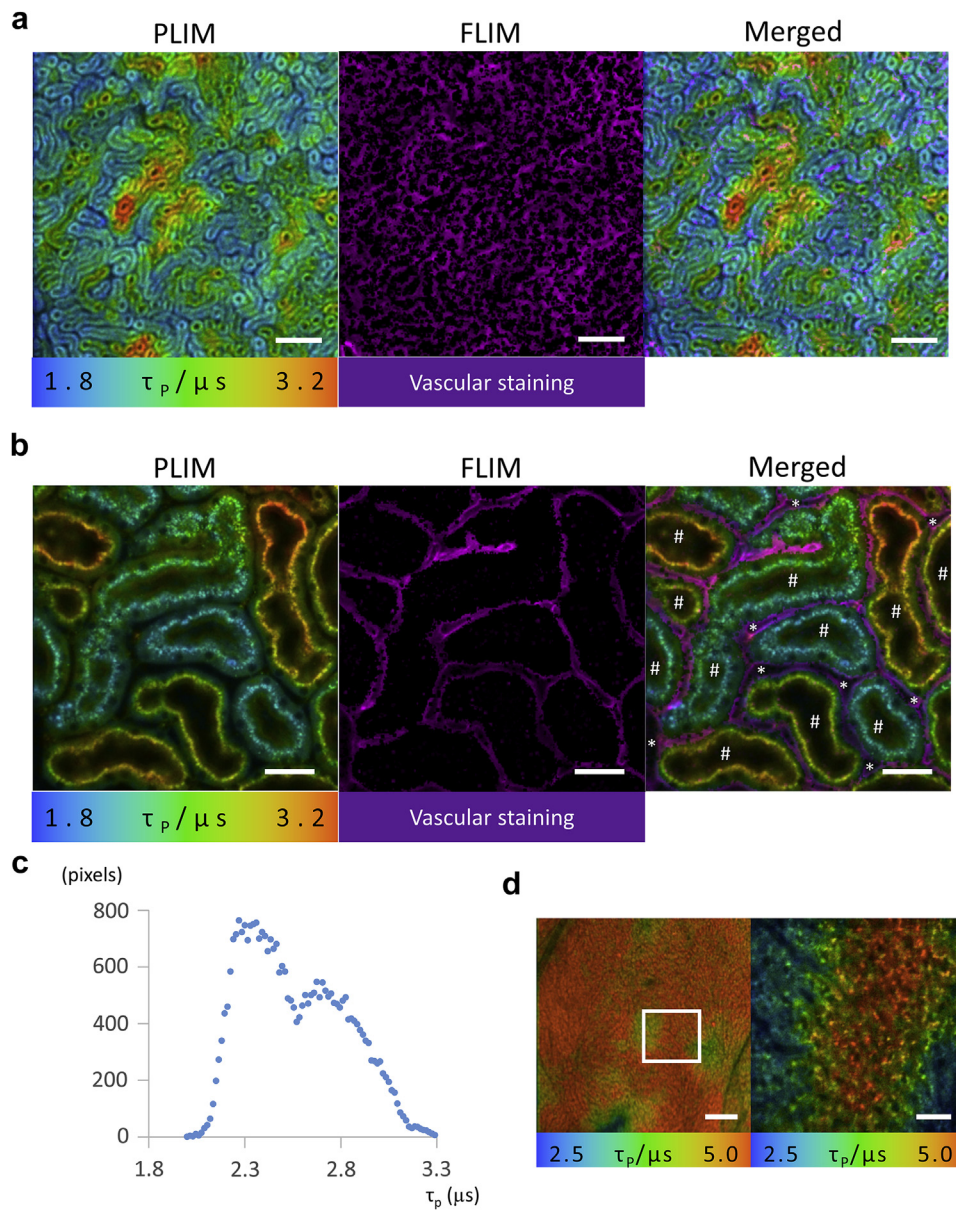 a
PLIM FLIM Merged
1.8 τP/μs 3.2 Vascular staining
b
PLIM FLIM Merged
# # # # # # # # # # #
* * * * * * * *
1.8 τP/μs 3.2 Vascular staining
c
(pixels)
800
600
400
200
0
1.8 2.3 2.8 3.3
τp (μs)
d
2.5 τP/μs 5.0 2.5 τP/μs 5.0